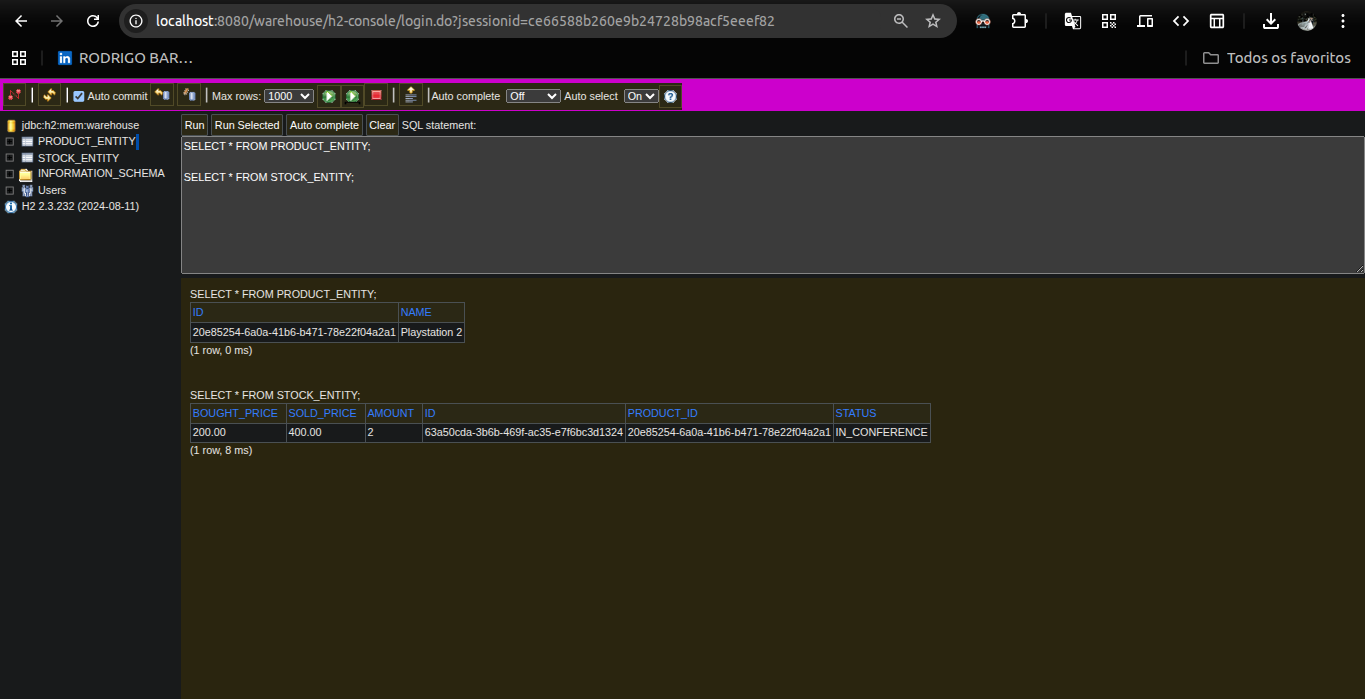 localhost:8080/warehouse/h2-console/login.do?jsessionid=ce66588b260e9b24728b98acf5eeef82
RODRIGO BAR...
Todos os favoritos
Auto commit Max rows: 1000 Auto complete Off Auto select On
jdbc:h2:mem:warehouse
PRODUCT_ENTITY
STOCK_ENTITY
INFORMATION_SCHEMA
Users
H2 2.3.232 (2024-08-11)
Run Run Selected Auto complete Clear SQL statement:
SELECT * FROM PRODUCT_ENTITY;
SELECT * FROM STOCK_ENTITY;
SELECT * FROM PRODUCT_ENTITY;
ID NAME
20e85254-6a0a-41b6-b471-78e22f04a2a1 Playstation 2
(1 row, 0 ms)
SELECT * FROM STOCK_ENTITY;
BOUGHT_PRICE SOLD_PRICE AMOUNT ID PRODUCT_ID STATUS
200.00 400.00 2 63a50cda-3b6b-469f-ac35-e7f6bc3d1324 20e85254-6a0a-41b6-b471-78e22f04a2a1 IN_CONFERENCE
(1 row, 8 ms)